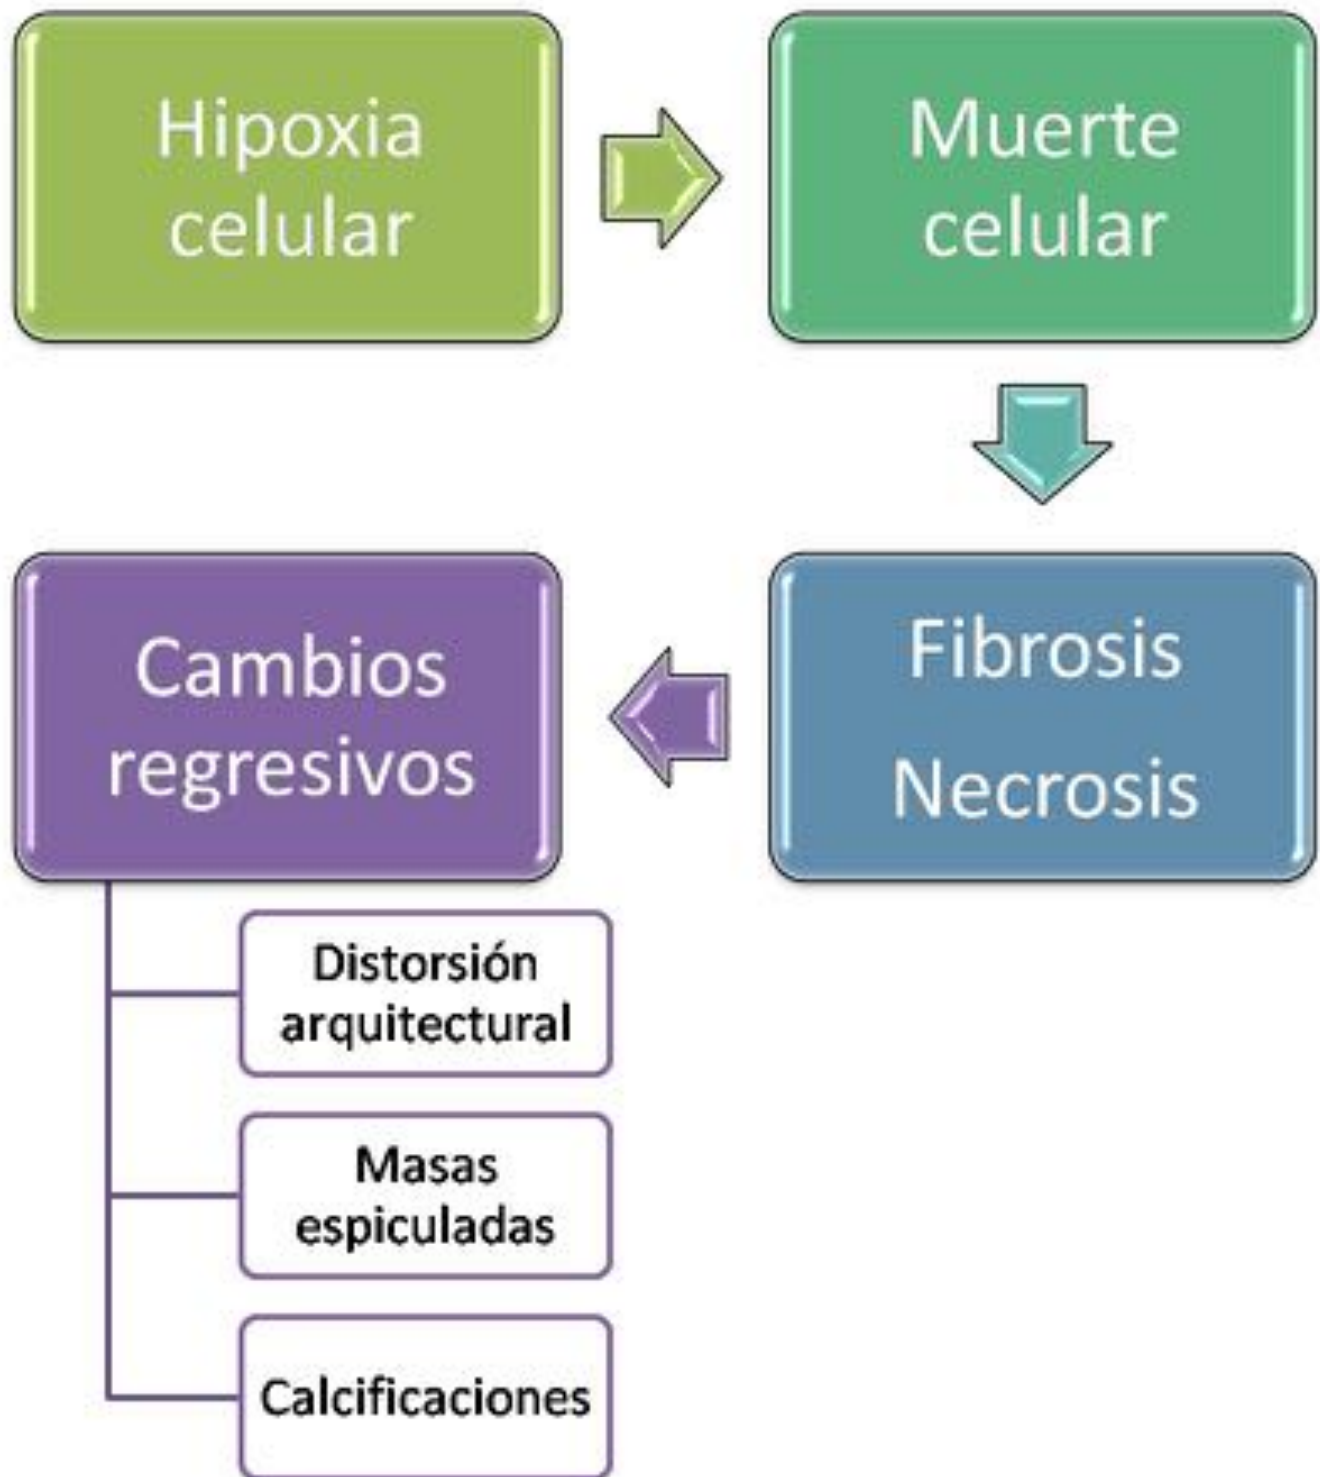 Hipoxia
celular
Muerte
celular
Fibrosis
Necrosis
Cambios
regresivos
Distorsión
arquitectural
Masas
espiculadas
Calcificaciones